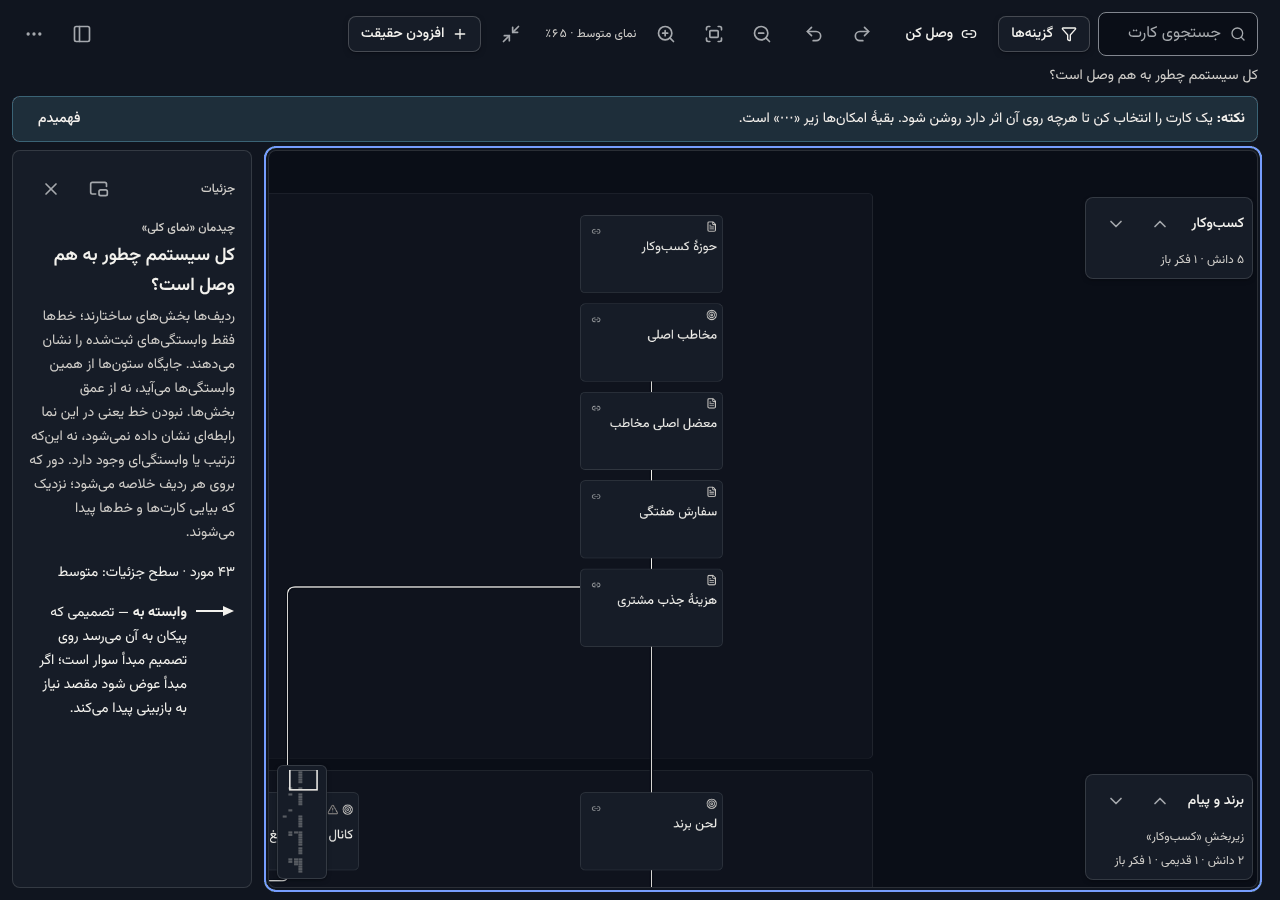 جستجوی کارت
گزینه‌ها
وصل کن
نمای متوسط · ۶۵٪
افزودن حقیقت
کل سیستمم چطور به هم وصل است؟
نکته: یک کارت را انتخاب کن تا هرچه روی آن اثر دارد روشن شود. بقیهٔ امکان‌ها زیر «···» است.
فهمیدم
کسب‌وکار
۵ دانش · ۱ فکر باز
حوزهٔ کسب‌وکار
مخاطب اصلی
معضل اصلی مخاطب
سفارش هفتگی
هزینهٔ جذب مشتری
برند و پیام
زیربخشِ «کسب‌وکار»
۲ دانش · ۱ قدیمی · ۱ فکر باز
لحن برند
کانال
جزئیات
چیدمان «نمای کلی»
کل سیستمم چطور به هم
وصل است؟
ردیف‌ها بخش‌های ساختارند؛ خط‌ها
فقط وابستگی‌های ثبت‌شده را نشان
می‌دهند. جایگاه ستون‌ها از همین
وابستگی‌ها می‌آید، نه از عمق
بخش‌ها. نبودن خط یعنی در این نما
رابطه‌ای نشان داده نمی‌شود، نه این‌که
ترتیب یا وابستگی‌ای وجود دارد. دور که
بروی هر ردیف خلاصه می‌شود؛ نزدیک
که بیایی کارت‌ها و خط‌ها پیدا
می‌شوند.
۴۳ مورد · سطح جزئیات: متوسط
وابسته به — تصمیمی که
پیکان به آن می‌رسد روی
تصمیم مبدأ سوار است؛ اگر
مبدأ عوض شود مقصد نیاز
به بازبینی پیدا می‌کند.